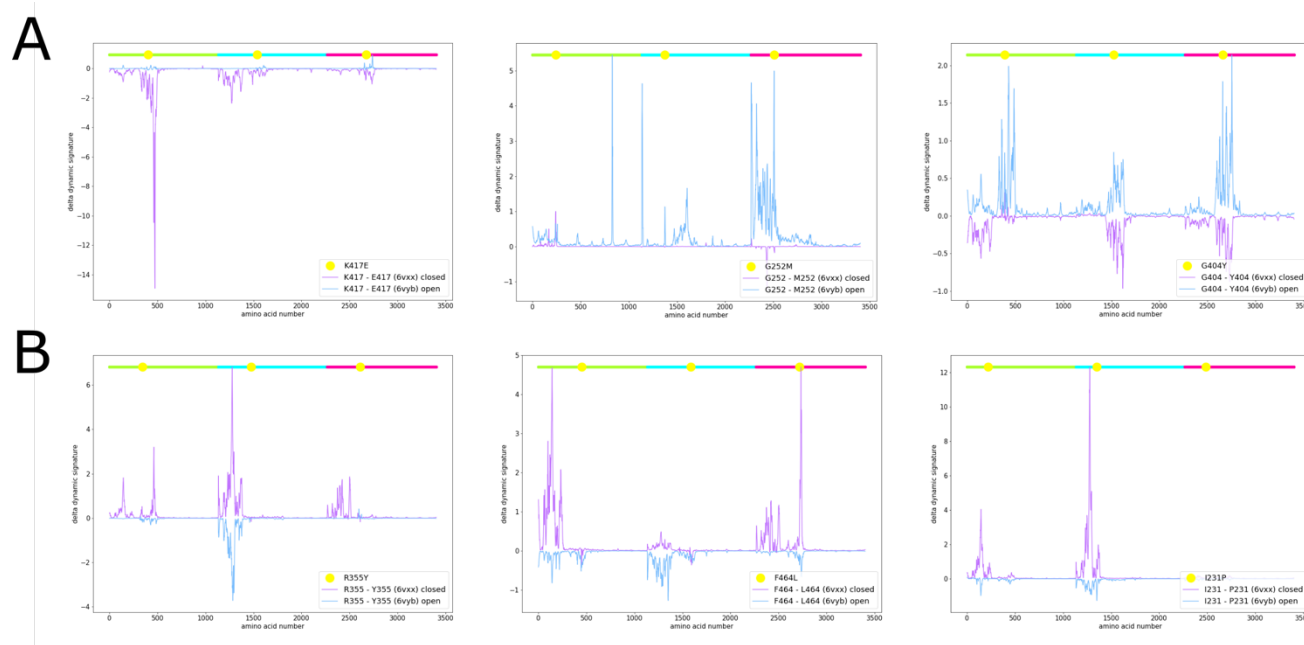 A
0
−2
−4
−6
−8
−10
−12
−14
delta dynamic signature
K417E
K417 - E417 (6vxx) closed
K417 - E417 (6vyb) open
0 500 1000 1500 2000 2500 3000 3500
amino acid number
5
4
3
2
1
0
−1
delta dynamic signature
G252M
G252 - M252 (6vxx) closed
G252 - M252 (6vyb) open
0 500 1000 1500 2000 2500 3000 3500
amino acid number
2.0
1.5
1.0
0.5
0.0
−0.5
−1.0
delta dynamic signature
G404Y
G404 - Y404 (6vxx) closed
G404 - Y404 (6vyb) open
0 500 1000 1500 2000 2500 3000 3500
amino acid number
B
6
4
2
0
−2
−4
delta dynamic signature
R355Y
R355 - Y355 (6vxx) closed
R355 - Y355 (6vyb) open
0 500 1000 1500 2000 2500 3000 3500
amino acid number
5
4
3
2
1
0
−1
delta dynamic signature
F464L
F464 - L464 (6vxx) closed
F464 - L464 (6vyb) open
0 500 1000 1500 2000 2500 3000 3500
amino acid number
12
10
8
6
4
2
0
−2
delta dynamic signature
I231P
I231 - P231 (6vxx) closed
I231 - P231 (6vyb) open
0 500 1000 1500 2000 2500 3000 3500
amino acid number